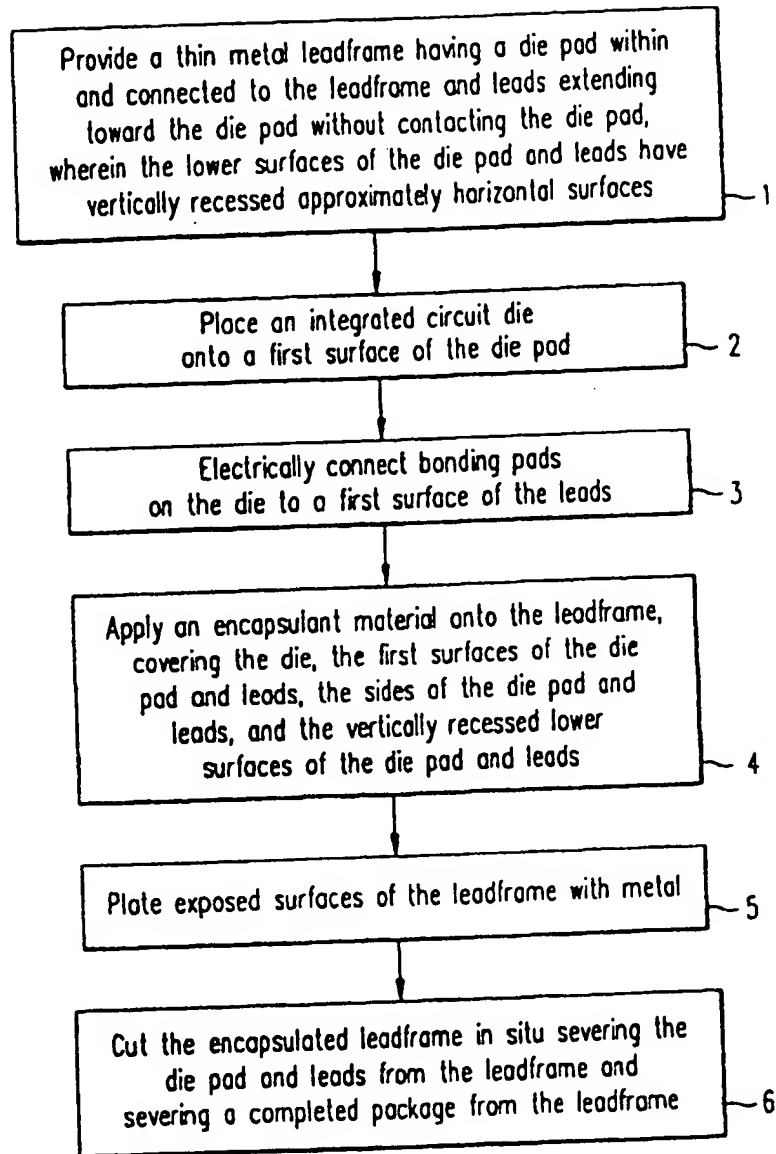 Provide a thin metal leadframe having a die pad within
and connected to the leadframe and leads extending
toward the die pad without contacting the die pad,
wherein the lower surfaces of the die pad and leads have
vertically recessed approximately horizontal surfaces
1
Place an integrated circuit die
onto a first surface of the die pad
2
Electrically connect bonding pads
on the die to a first surface of the leads
3
Apply an encapsulant material onto the leadframe,
covering the die, the first surfaces of the die
pad and leads, the sides of the die pad and
leads, and the vertically recessed lower
surfaces of the die pad and leads
4
Plate exposed surfaces of the leadframe with metal
5
Cut the encapsulated leadframe in situ severing the
die pad and leads from the leadframe and
severing a completed package from the leadframe
6